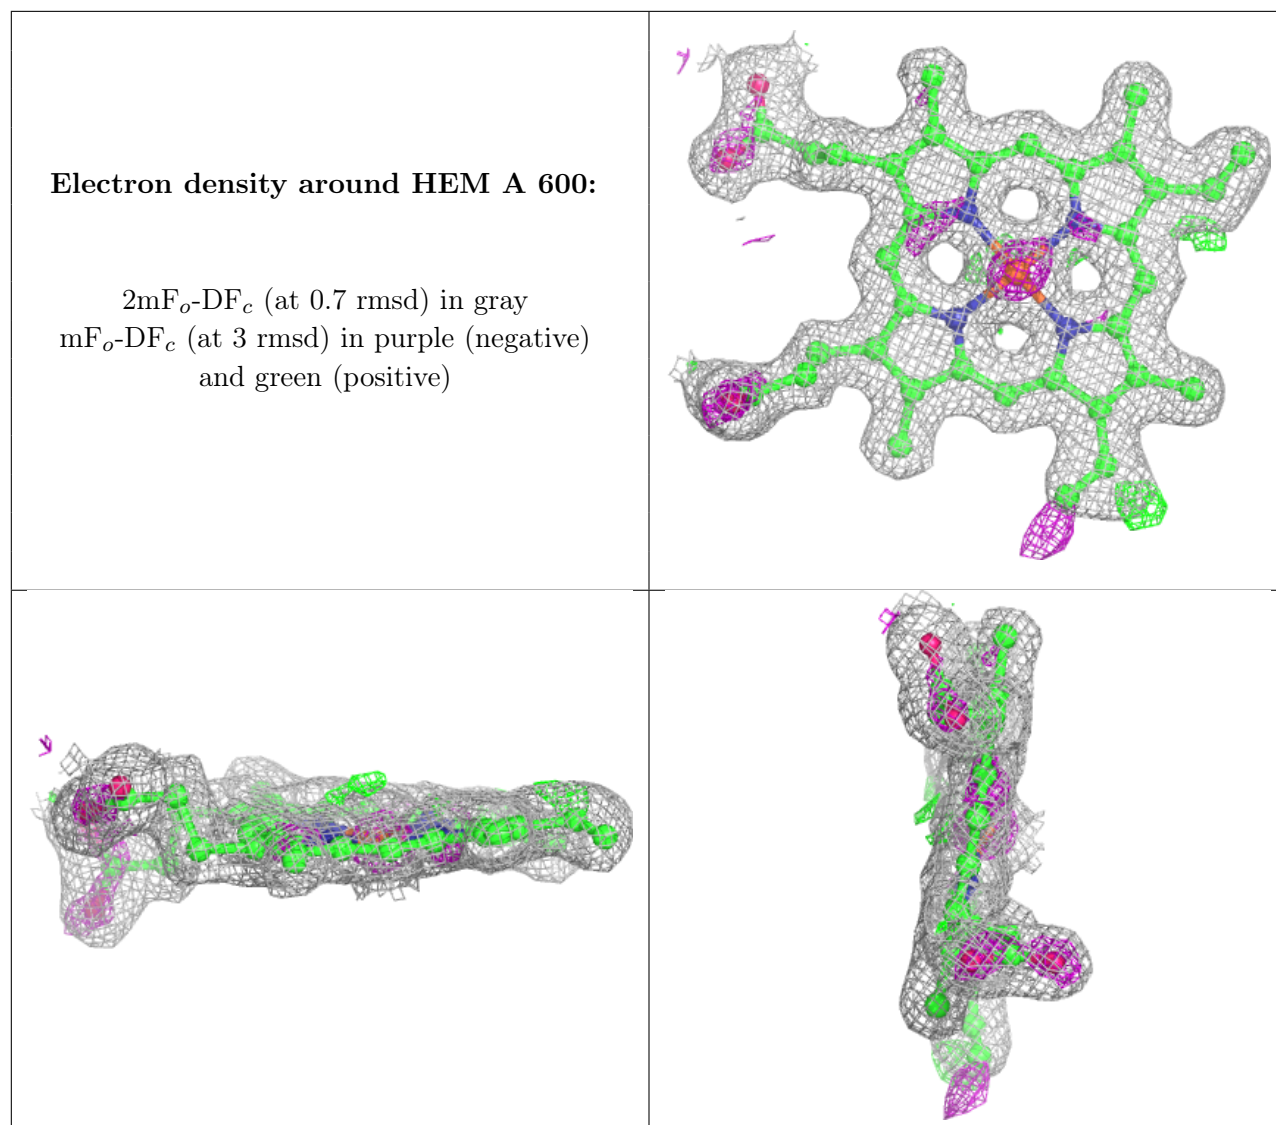 Electron density around HEM A 600:
2mFₒ-DF𝒸 (at 0.7 rmsd) in gray
mFₒ-DF𝒸 (at 3 rmsd) in purple (negative)
and green (positive)